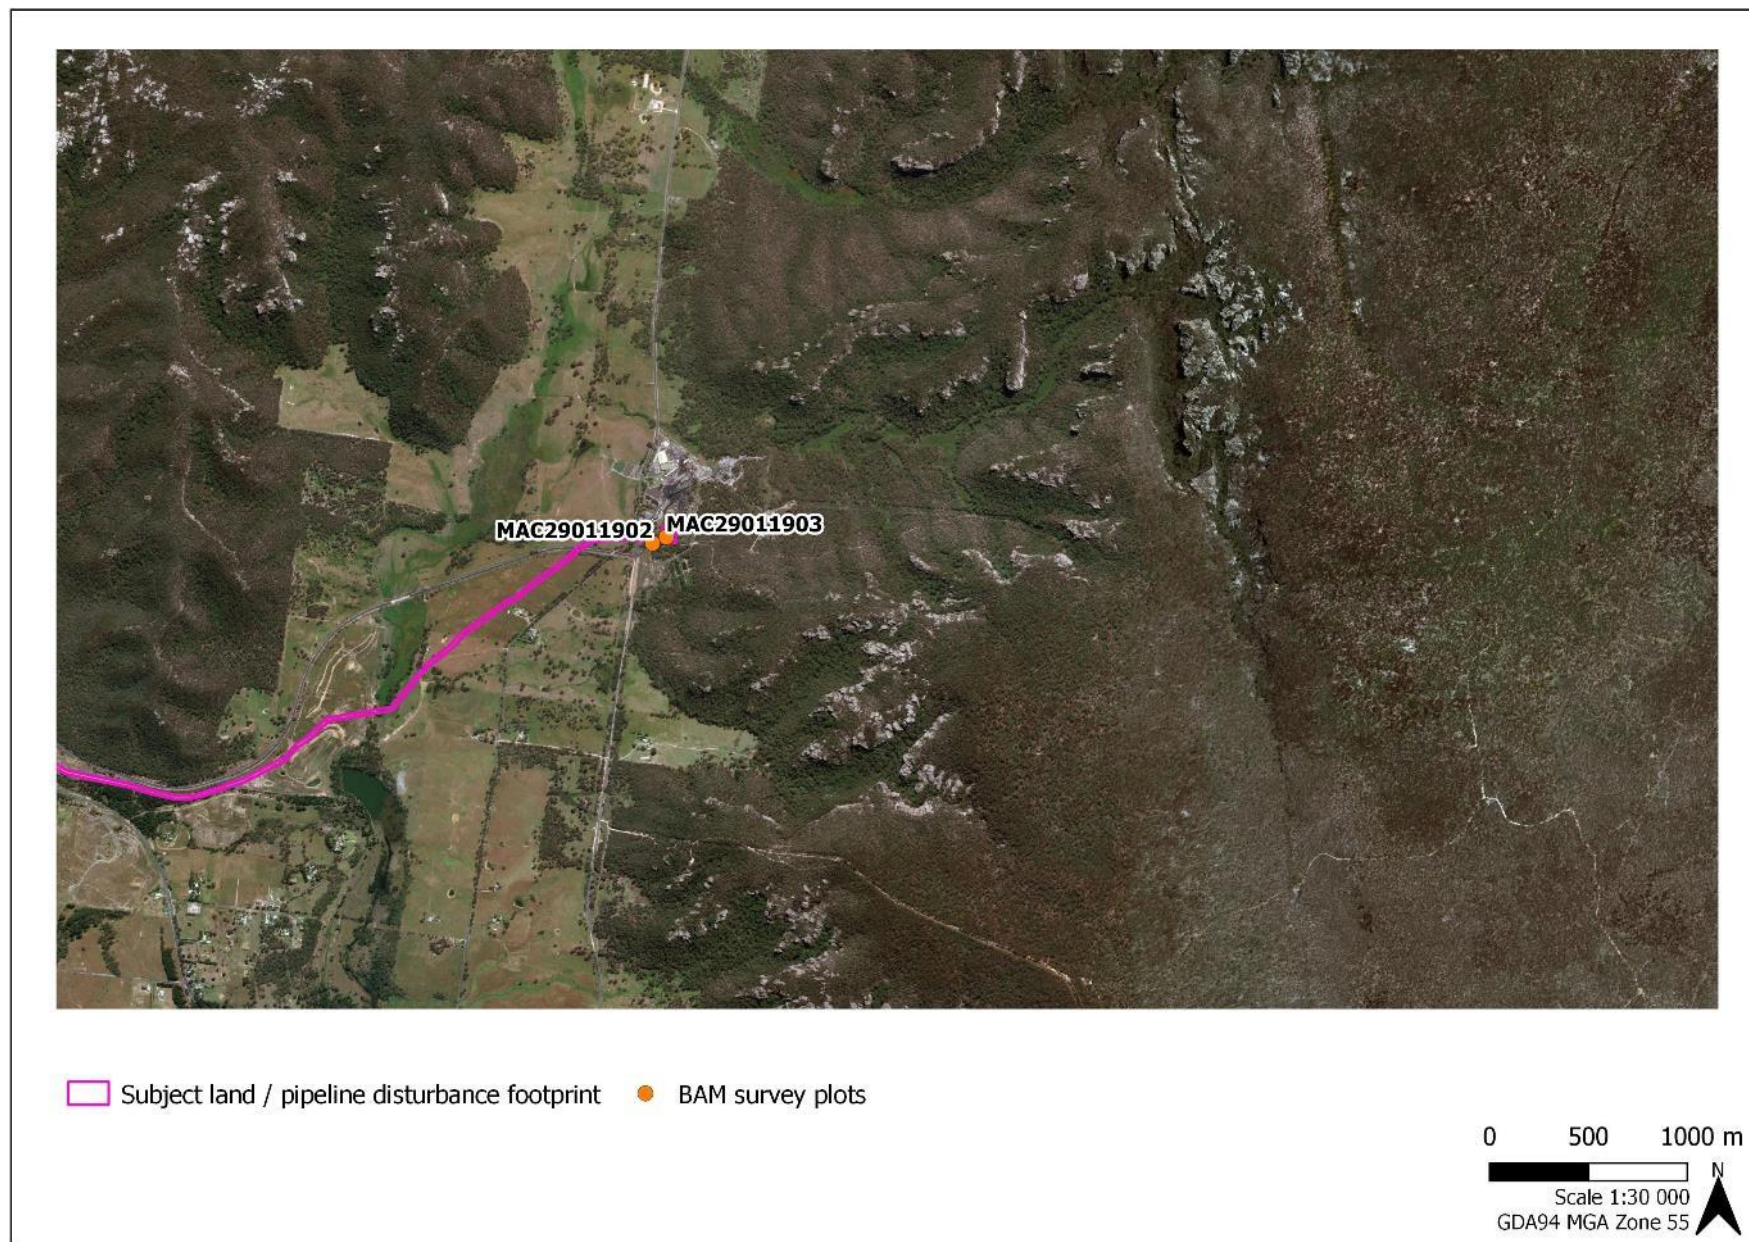 MAC29011902 MAC29011903
Subject land / pipeline disturbance footprint BAM survey plots
0 500 1000 m
N
Scale 1:30 000
GDA94 MGA Zone 55